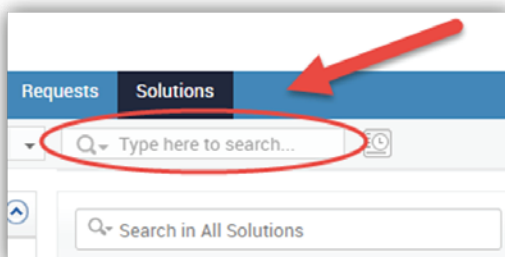 Requests Solutions
Type here to search...
Search in All Solutions